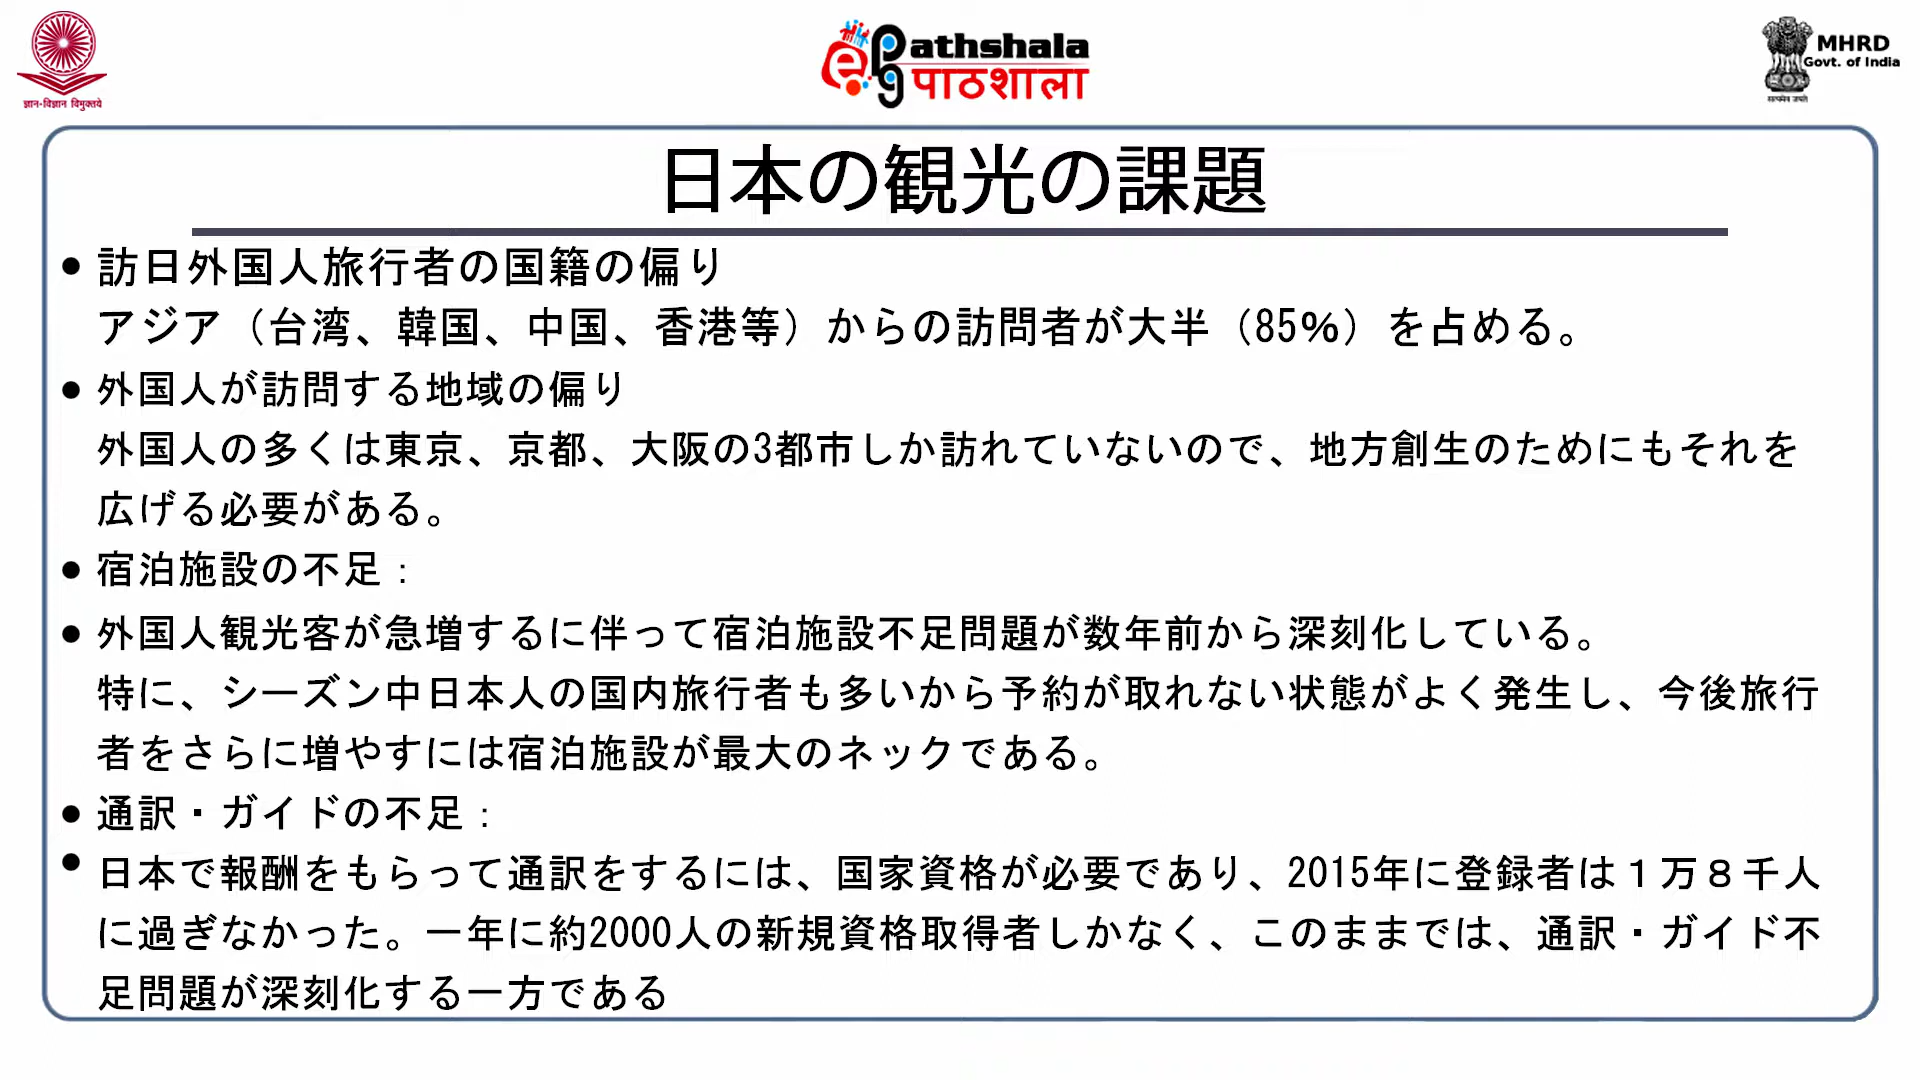 ज्ञान-विज्ञान विमुक्तये
ePathshala
पाठशाला
MHRD
Govt. of India
सत्यमेव जयते
日本の観光の課題
• 訪日外国人旅行者の国籍の偏り
アジア（台湾、韓国、中国、香港等）からの訪問者が大半（85%）を占める。
• 外国人が訪問する地域の偏り
外国人の多くは東京、京都、大阪の3都市しか訪れていないので、地方創生のためにもそれを
広げる必要がある。
• 宿泊施設の不足：
• 外国人観光客が急増するに伴って宿泊施設不足問題が数年前から深刻化している。
特に、シーズン中日本人の国内旅行者も多いから予約が取れない状態がよく発生し、今後旅行
者をさらに増やすには宿泊施設が最大のネックである。
• 通訳・ガイドの不足：
• 日本で報酬をもらって通訳をするには、国家資格が必要であり、2015年に登録者は１万８千人
に過ぎなかった。一年に約2000人の新規資格取得者しかなく、このままでは、通訳・ガイド不
足問題が深刻化する一方である